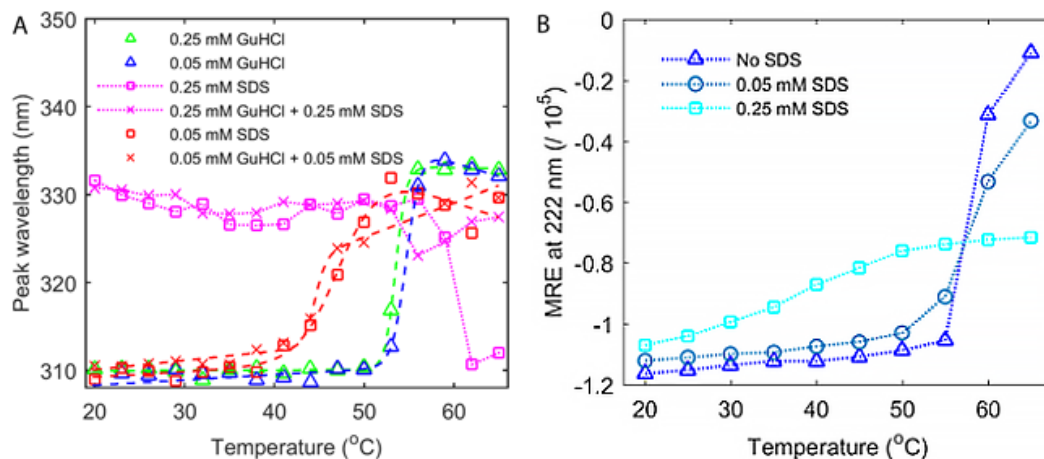 A
350
340
330
320
310
Peak wavelength (nm)
0.25 mM GuHCl
0.05 mM GuHCl
0.25 mM SDS
0.25 mM GuHCl + 0.25 mM SDS
0.05 mM SDS
0.05 mM GuHCl + 0.05 mM SDS
20 30 40 50 60
Temperature (°C)
B
0
-0.2
-0.4
-0.6
-0.8
-1
-1.2
MRE at 222 nm (/ 10⁵)
No SDS
0.05 mM SDS
0.25 mM SDS
20 30 40 50 60
Temperature (°C)